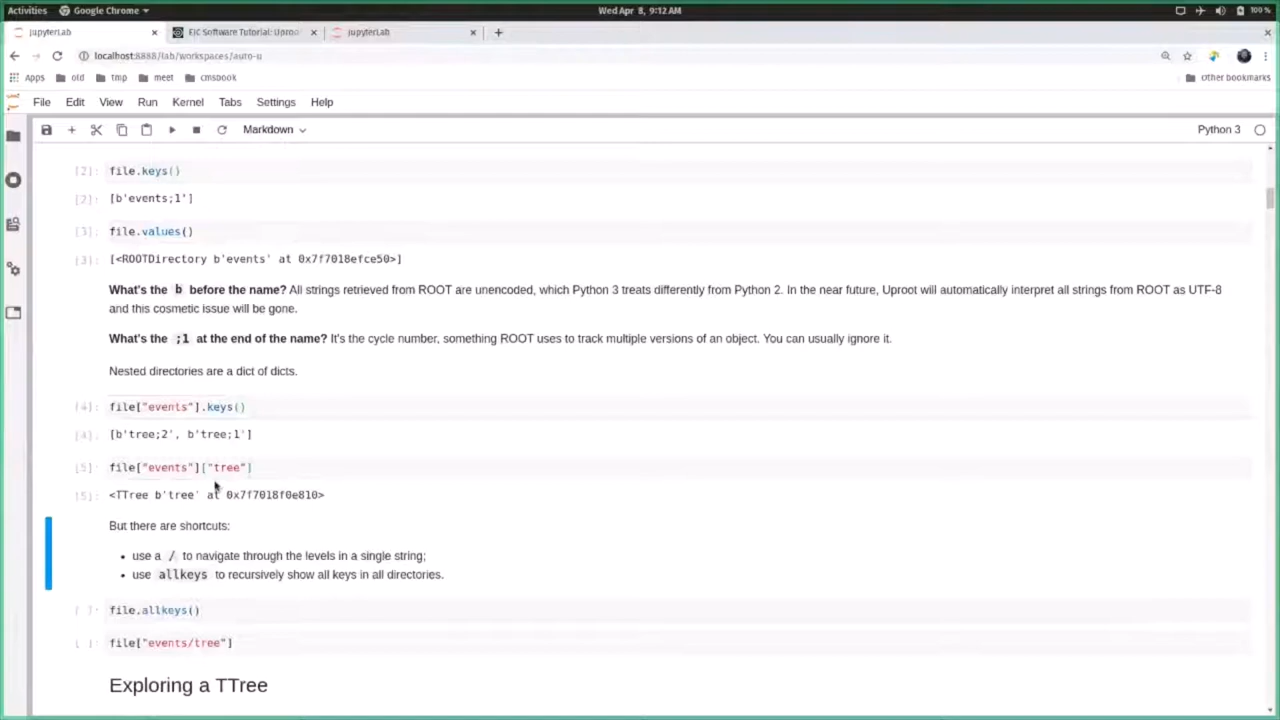 Activities Google Chrome Wed Apr 8, 9:12 AM 100 %
JupyterLab EIC Software Tutorial: Uproo JupyterLab
localhost:8888/lab/workspaces/auto-u
Apps old tmp meet cmsbook Other bookmarks
File Edit View Run Kernel Tabs Settings Help
Markdown Python 3
[2]: file.keys()
[2]: [b'events;1']
[3]: file.values()
[3]: [<ROOTDirectory b'events' at 0x7f7018efce50>]
What's the b before the name? All strings retrieved from ROOT are unencoded, which Python 3 treats differently from Python 2. In the near future, Uproot will automatically interpret all strings from ROOT as UTF-8
and this cosmetic issue will be gone.
What's the ;1 at the end of the name? It's the cycle number, something ROOT uses to track multiple versions of an object. You can usually ignore it.
Nested directories are a dict of dicts.
[4]: file["events"].keys()
[4]: [b'tree;2', b'tree;1']
[5]: file["events"]["tree"]
[5]: <TTree b'tree' at 0x7f7018f0e810>
But there are shortcuts:
• use a / to navigate through the levels in a single string;
• use allkeys to recursively show all keys in all directories.
[ ]: file.allkeys()
[ ]: file["events/tree"]
Exploring a TTree